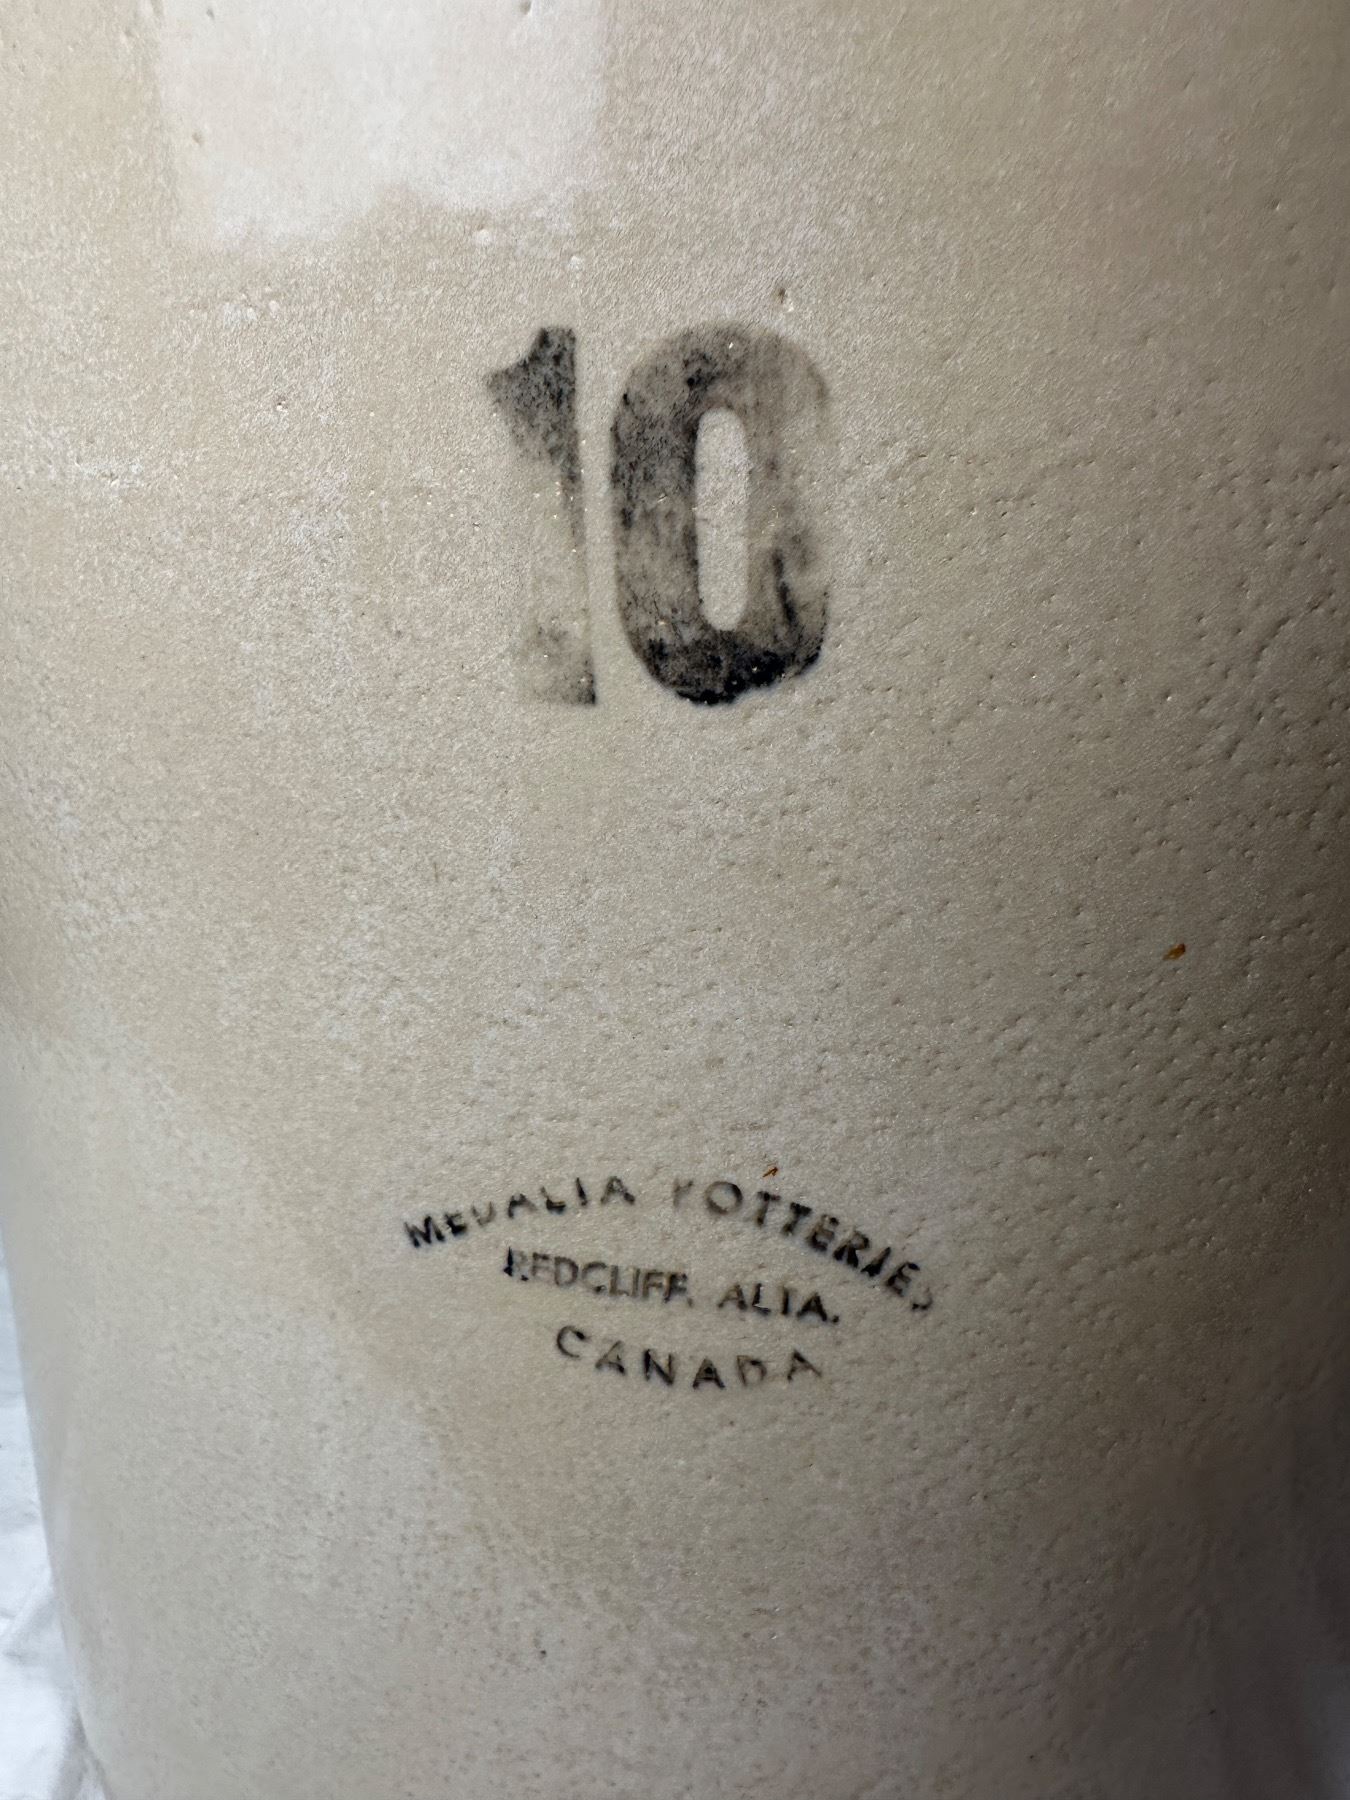 10
MEDALIA POTTERIES
REDCLIFF, ALTA.
CANADA